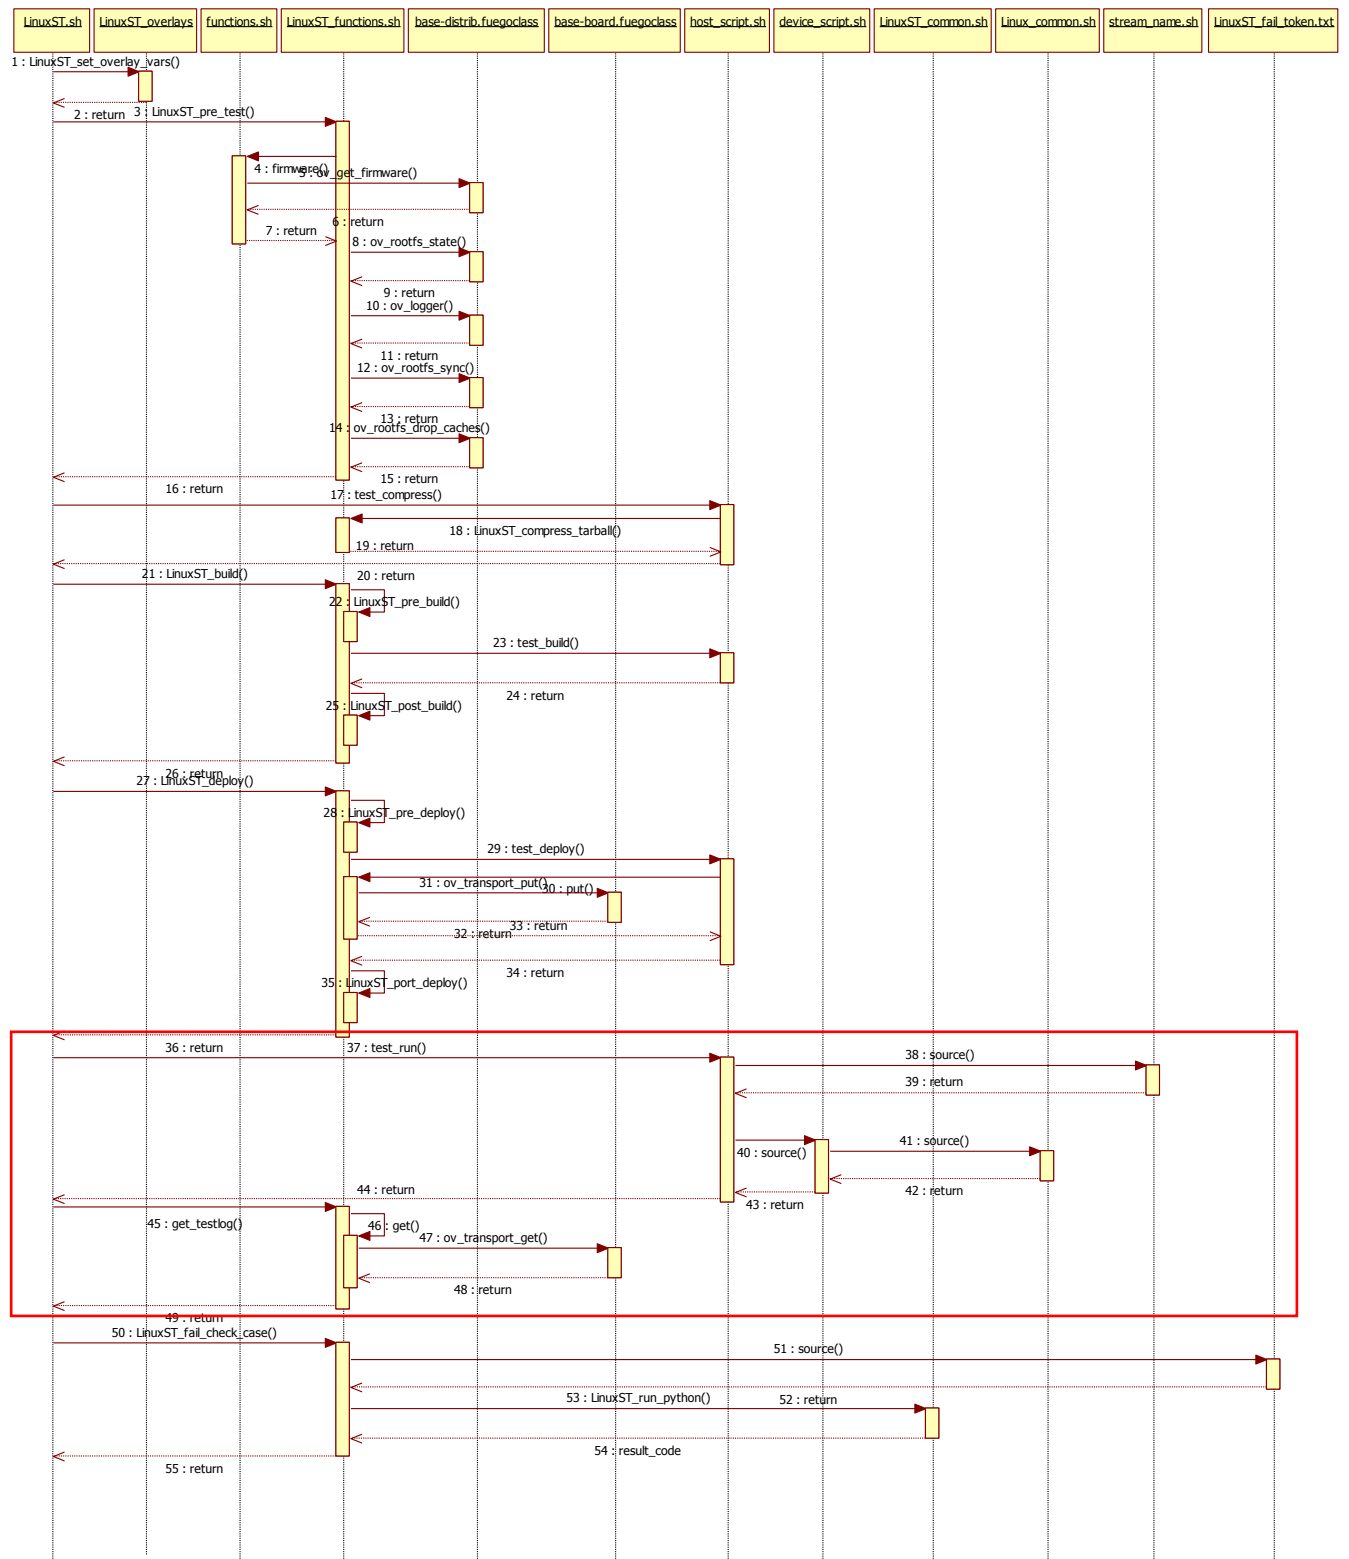 LinuxST.sh
LinuxST_overlays
functions.sh
LinuxST_functions.sh
base-distrib.fuegoclass
base-board.fuegoclass
host_script.sh
device_script.sh
LinuxST_common.sh
Linux_common.sh
stream_name.sh
LinuxST_fail_token.txt
1 : LinuxST_set_overlay_vars()
2 : return
3 : LinuxST_pre_test()
4 : firmware()
5 : ov_get_firmware()
6 : return
7 : return
8 : ov_rootfs_state()
9 : return
10 : ov_logger()
11 : return
12 : ov_rootfs_sync()
13 : return
14 : ov_rootfs_drop_caches()
15 : return
16 : return
17 : test_compress()
18 : LinuxST_compress_tarball()
19 : return
20 : return
21 : LinuxST_build()
22 : LinuxST_pre_build()
23 : test_build()
24 : return
25 : LinuxST_post_build()
26 : return
27 : LinuxST_deploy()
28 : LinuxST_pre_deploy()
29 : test_deploy()
30 : put()
31 : ov_transport_put()
32 : return
33 : return
34 : return
35 : LinuxST_port_deploy()
36 : return
37 : test_run()
38 : source()
39 : return
40 : source()
41 : source()
42 : return
43 : return
44 : return
45 : get_testlog()
46 : get()
47 : ov_transport_get()
48 : return
49 : return
50 : LinuxST_fail_check_case()
51 : source()
52 : return
53 : LinuxST_run_python()
54 : result_code
55 : return